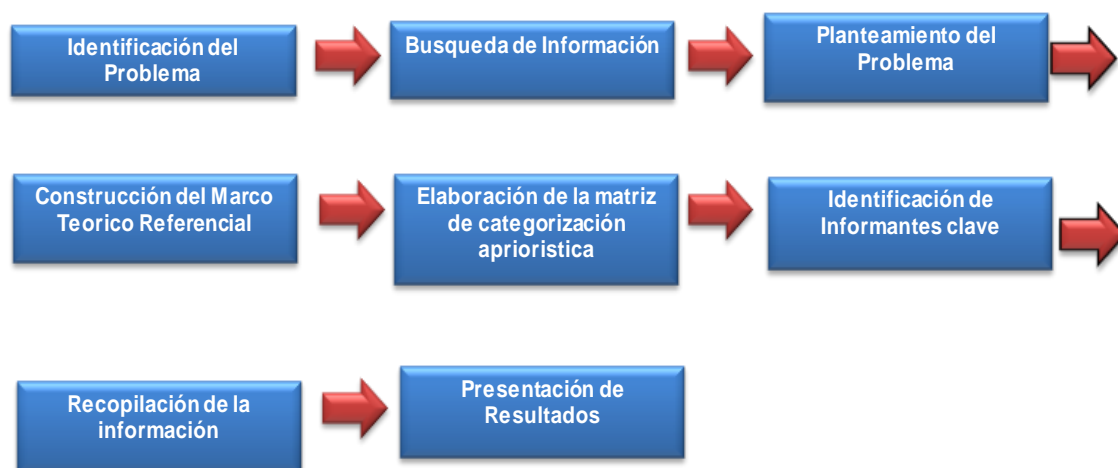 Identificación del
Problema
Busqueda de Información
Planteamiento del
Problema
Construcción del Marco
Teorico Referencial
Elaboración de la matriz
de categorización
aprioristica
Identificación de
Informantes clave
Recopilación de la
información
Presentación de
Resultados